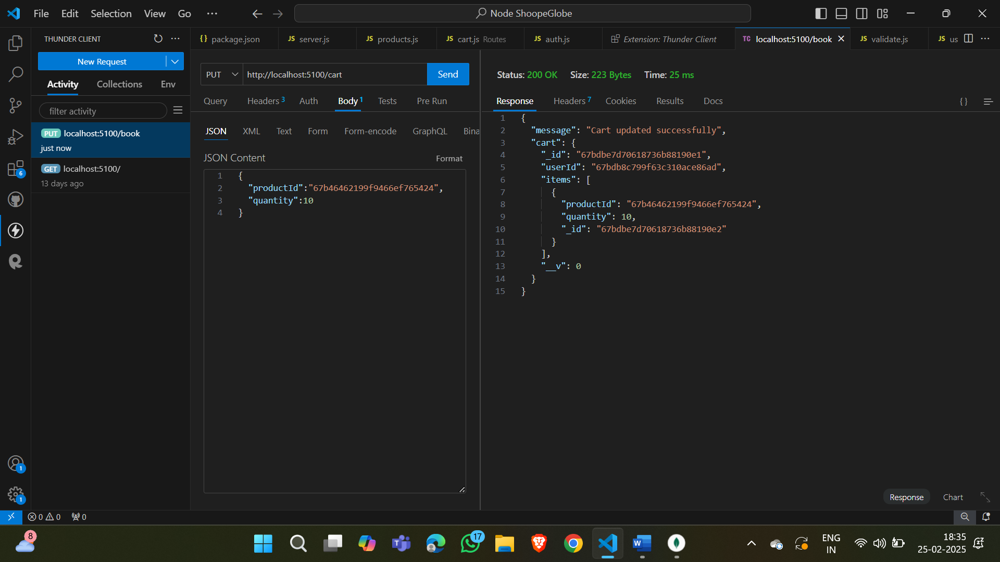 File Edit Selection View Go ··· Node ShoopeGlobe
THUNDER CLIENT
{} package.json JS server.js JS products.js JS cart.js Routes JS auth.js Extension: Thunder Client TC localhost:5100/book JS validate.js JS us
New Request
Activity Collections Env
filter activity
PUT localhost:5100/book
just now
GET localhost:5100/
13 days ago
6
1
1
PUT http://localhost:5100/cart Send
Query Headers 3 Auth Body 1 Tests Pre Run
JSON XML Text Form Form-encode GraphQL Bina
JSON Content Format
1 {
2 "productId":"67b46462199f9466ef765424",
3 "quantity":10
4 }
Status: 200 OK Size: 223 Bytes Time: 25 ms
Response Headers 7 Cookies Results Docs {}
1 {
2 "message": "Cart updated successfully",
3 "cart": {
4 "_id": "67bdbe7d70618736b88190e1",
5 "userId": "67bdb8c799f63c310ace86ad",
6 "items": [
7 {
8 "productId": "67b46462199f9466ef765424",
9 "quantity": 10,
10 "_id": "67bdbe7d70618736b88190e2"
11 }
12 ],
13 "__v": 0
14 }
15 }
Response Chart
0 0 0
8
17
ENG
IN
18:35
25-02-2025